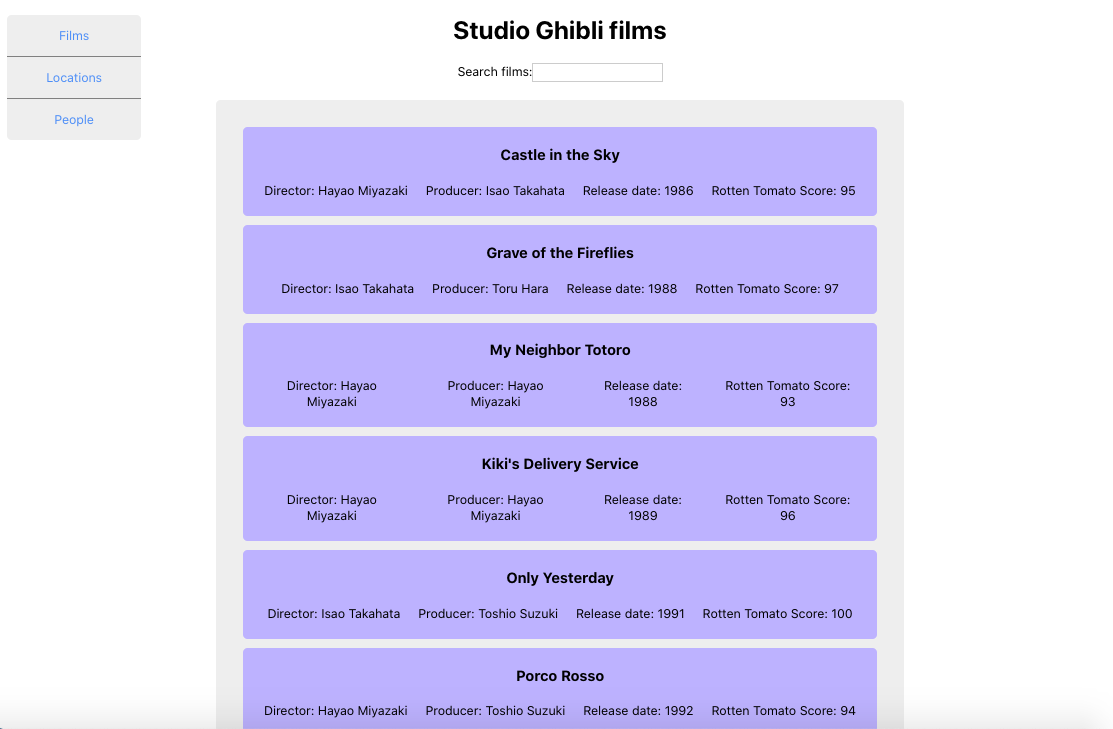 Films
Locations
People
Studio Ghibli films
Search films:
Castle in the Sky
Director: Hayao Miyazaki Producer: Isao Takahata Release date: 1986 Rotten Tomato Score: 95
Grave of the Fireflies
Director: Isao Takahata Producer: Toru Hara Release date: 1988 Rotten Tomato Score: 97
My Neighbor Totoro
Director: Hayao Producer: Hayao Release date: Rotten Tomato Score:
Miyazaki Miyazaki 1988 93
Kiki's Delivery Service
Director: Hayao Producer: Hayao Release date: Rotten Tomato Score:
Miyazaki Miyazaki 1989 96
Only Yesterday
Director: Isao Takahata Producer: Toshio Suzuki Release date: 1991 Rotten Tomato Score: 100
Porco Rosso
Director: Hayao Miyazaki Producer: Toshio Suzuki Release date: 1992 Rotten Tomato Score: 94